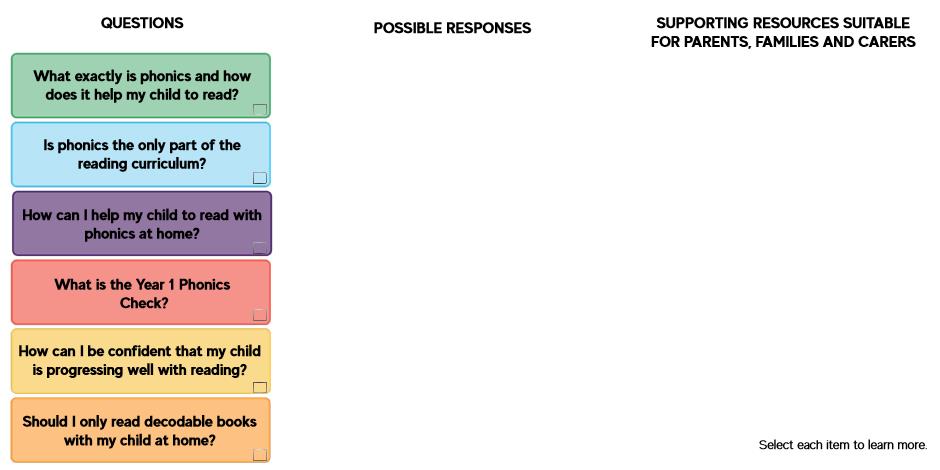 QUESTIONS
POSSIBLE RESPONSES
SUPPORTING RESOURCES SUITABLE
FOR PARENTS, FAMILIES AND CARERS
What exactly is phonics and how
does it help my child to read?
Is phonics the only part of the
reading curriculum?
How can I help my child to read with
phonics at home?
What is the Year 1 Phonics
Check?
How can I be confident that my child
is progressing well with reading?
Should I only read decodable books
with my child at home?
Select each item to learn more.